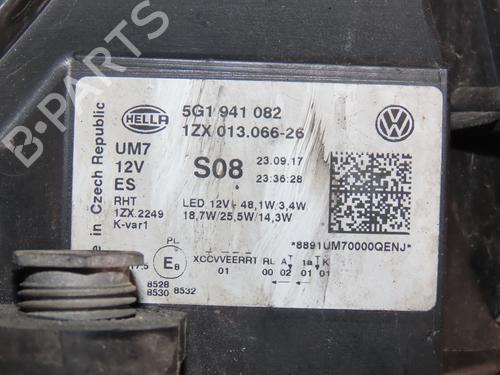 HELLA
5G1 941 082
1ZX 013.066-26
UM7
12V
ES
RHT
1ZX.2249
K-var1
S08
23.09.17
23:36:28
LED 12V - 48,1W/3,4W
18,7W/25,5W/14,3W
in Czech Republic
*8891UM70000QENJ*
PL
E8
XCCVVEERRT RL A 1a K
01 00 02 01 01
8528
8530 8532
B-PARTS